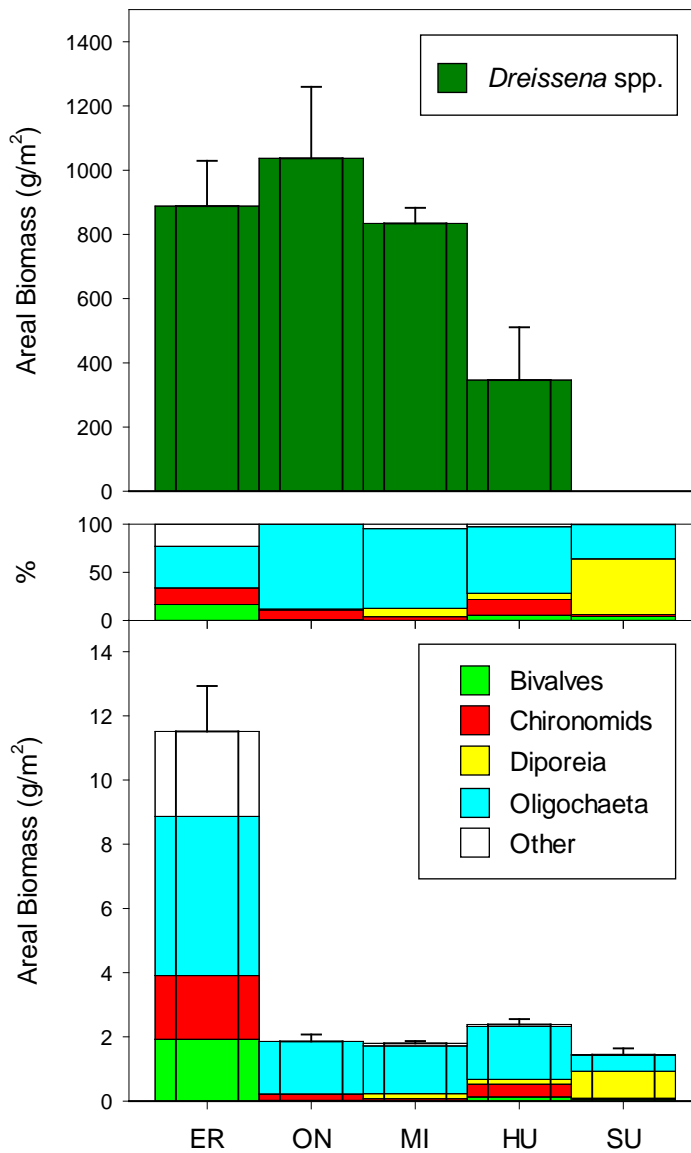 1400
1200
1000
800
600
400
200
0
Areal Biomass (g/m²)
Dreissena spp.
100
50
0
%
14
12
10
8
6
4
2
0
Areal Biomass (g/m²)
Bivalves
Chironomids
Diporeia
Oligochaeta
Other
ER ON MI HU SU